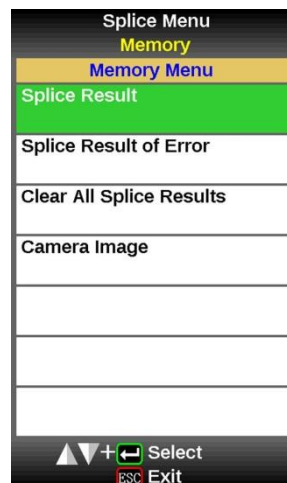 Splice Menu
Memory
Memory Menu
Splice Result
Splice Result of Error
Clear All Splice Results
Camera Image
+ Select
ESC Exit